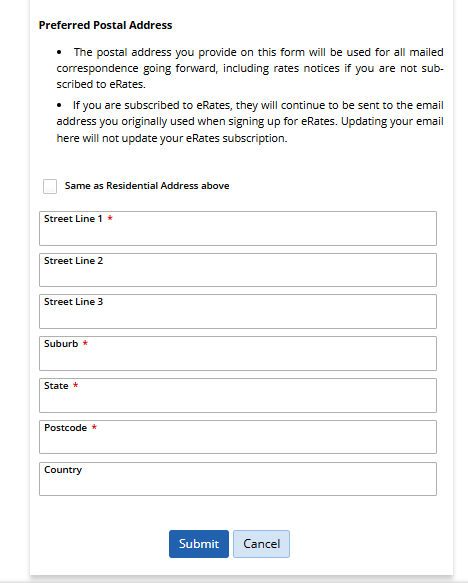 Preferred Postal Address
• The postal address you provide on this form will be used for all mailed
correspondence going forward, including rates notices if you are not sub-
scribed to eRates.
• If you are subscribed to eRates, they will continue to be sent to the email
address you originally used when signing up for eRates. Updating your email
here will not update your eRates subscription.
Same as Residential Address above
Street Line 1 *
Street Line 2
Street Line 3
Suburb *
State *
Postcode *
Country
Submit Cancel